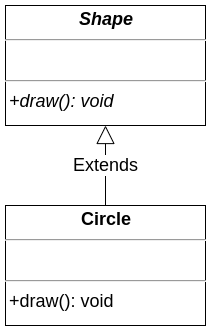 Shape
+draw(): void
Extends
Circle
+draw(): void